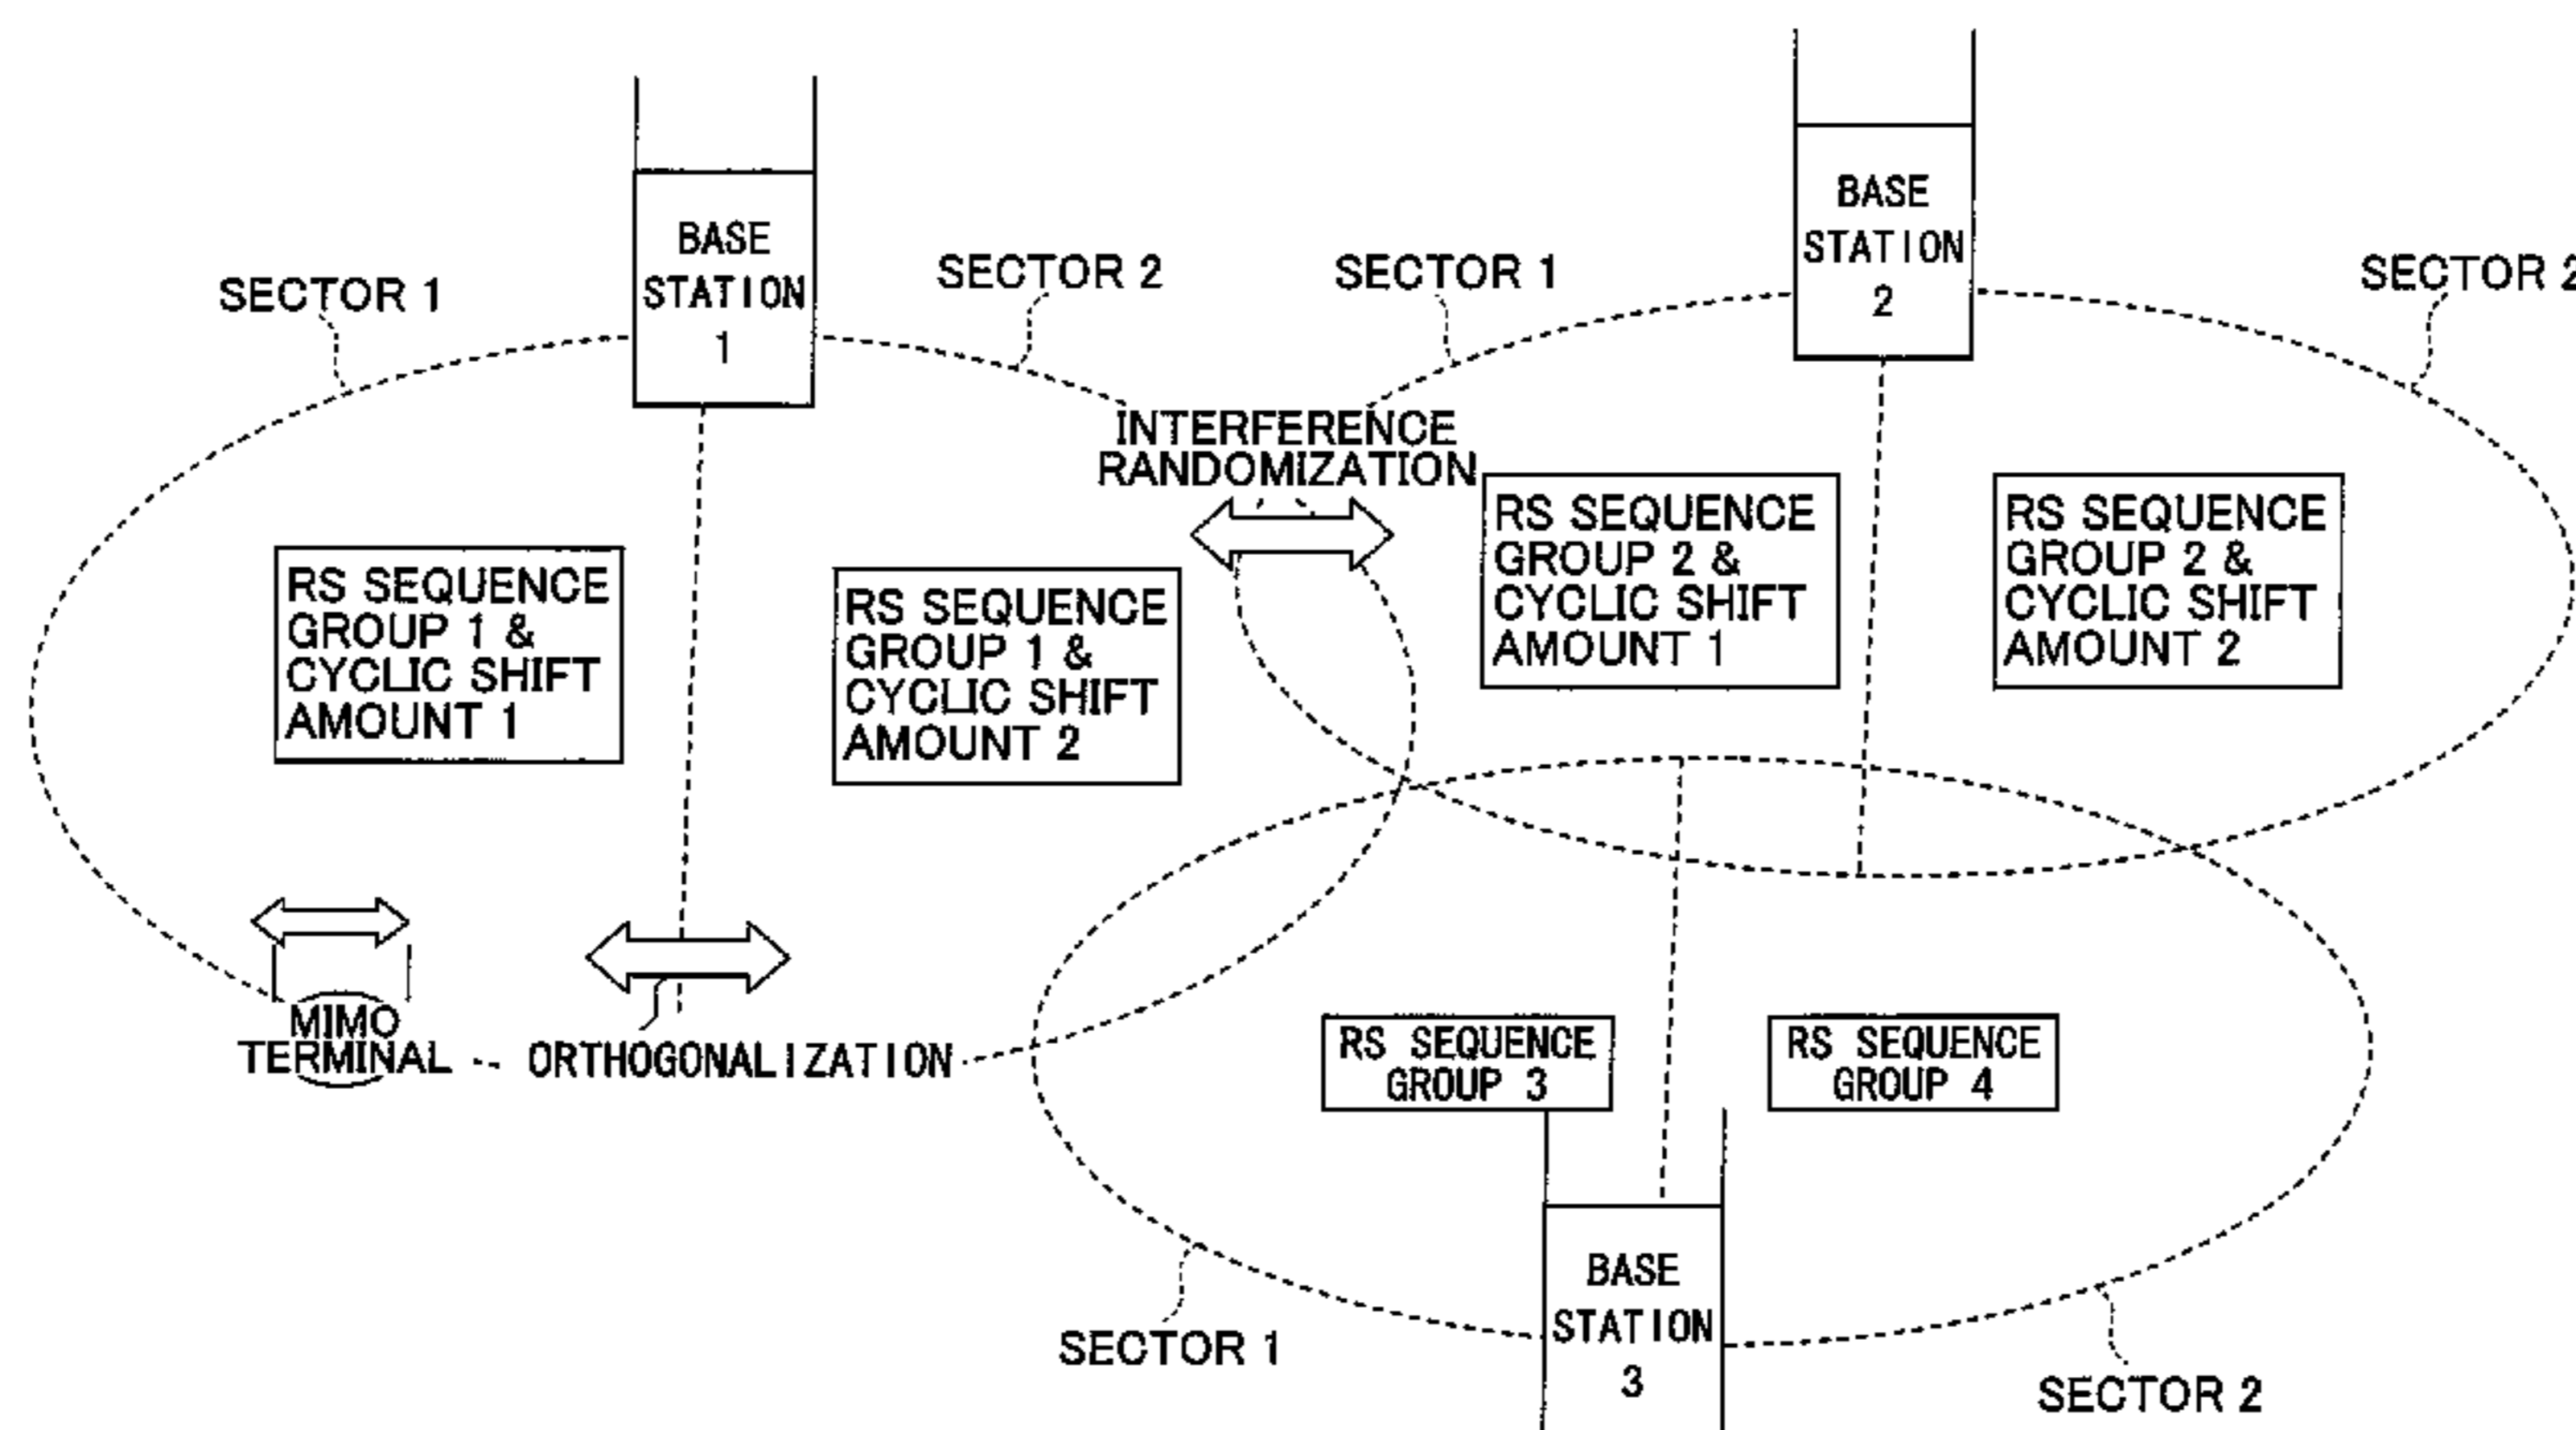 BASE
STATION
1
BASE
STATION
2
SECTOR 1
SECTOR 2
SECTOR 1
SECTOR 2
INTERFERENCE
RANDOMIZATION
RS SEQUENCE
GROUP 1 &
CYCLIC SHIFT
AMOUNT 1
RS SEQUENCE
GROUP 1 &
CYCLIC SHIFT
AMOUNT 2
RS SEQUENCE
GROUP 2 &
CYCLIC SHIFT
AMOUNT 1
RS SEQUENCE
GROUP 2 &
CYCLIC SHIFT
AMOUNT 2
MIMO
TERMINAL
ORTHOGONALIZATION
RS SEQUENCE
GROUP 3
RS SEQUENCE
GROUP 4
BASE
STATION
3
SECTOR 1
SECTOR 2